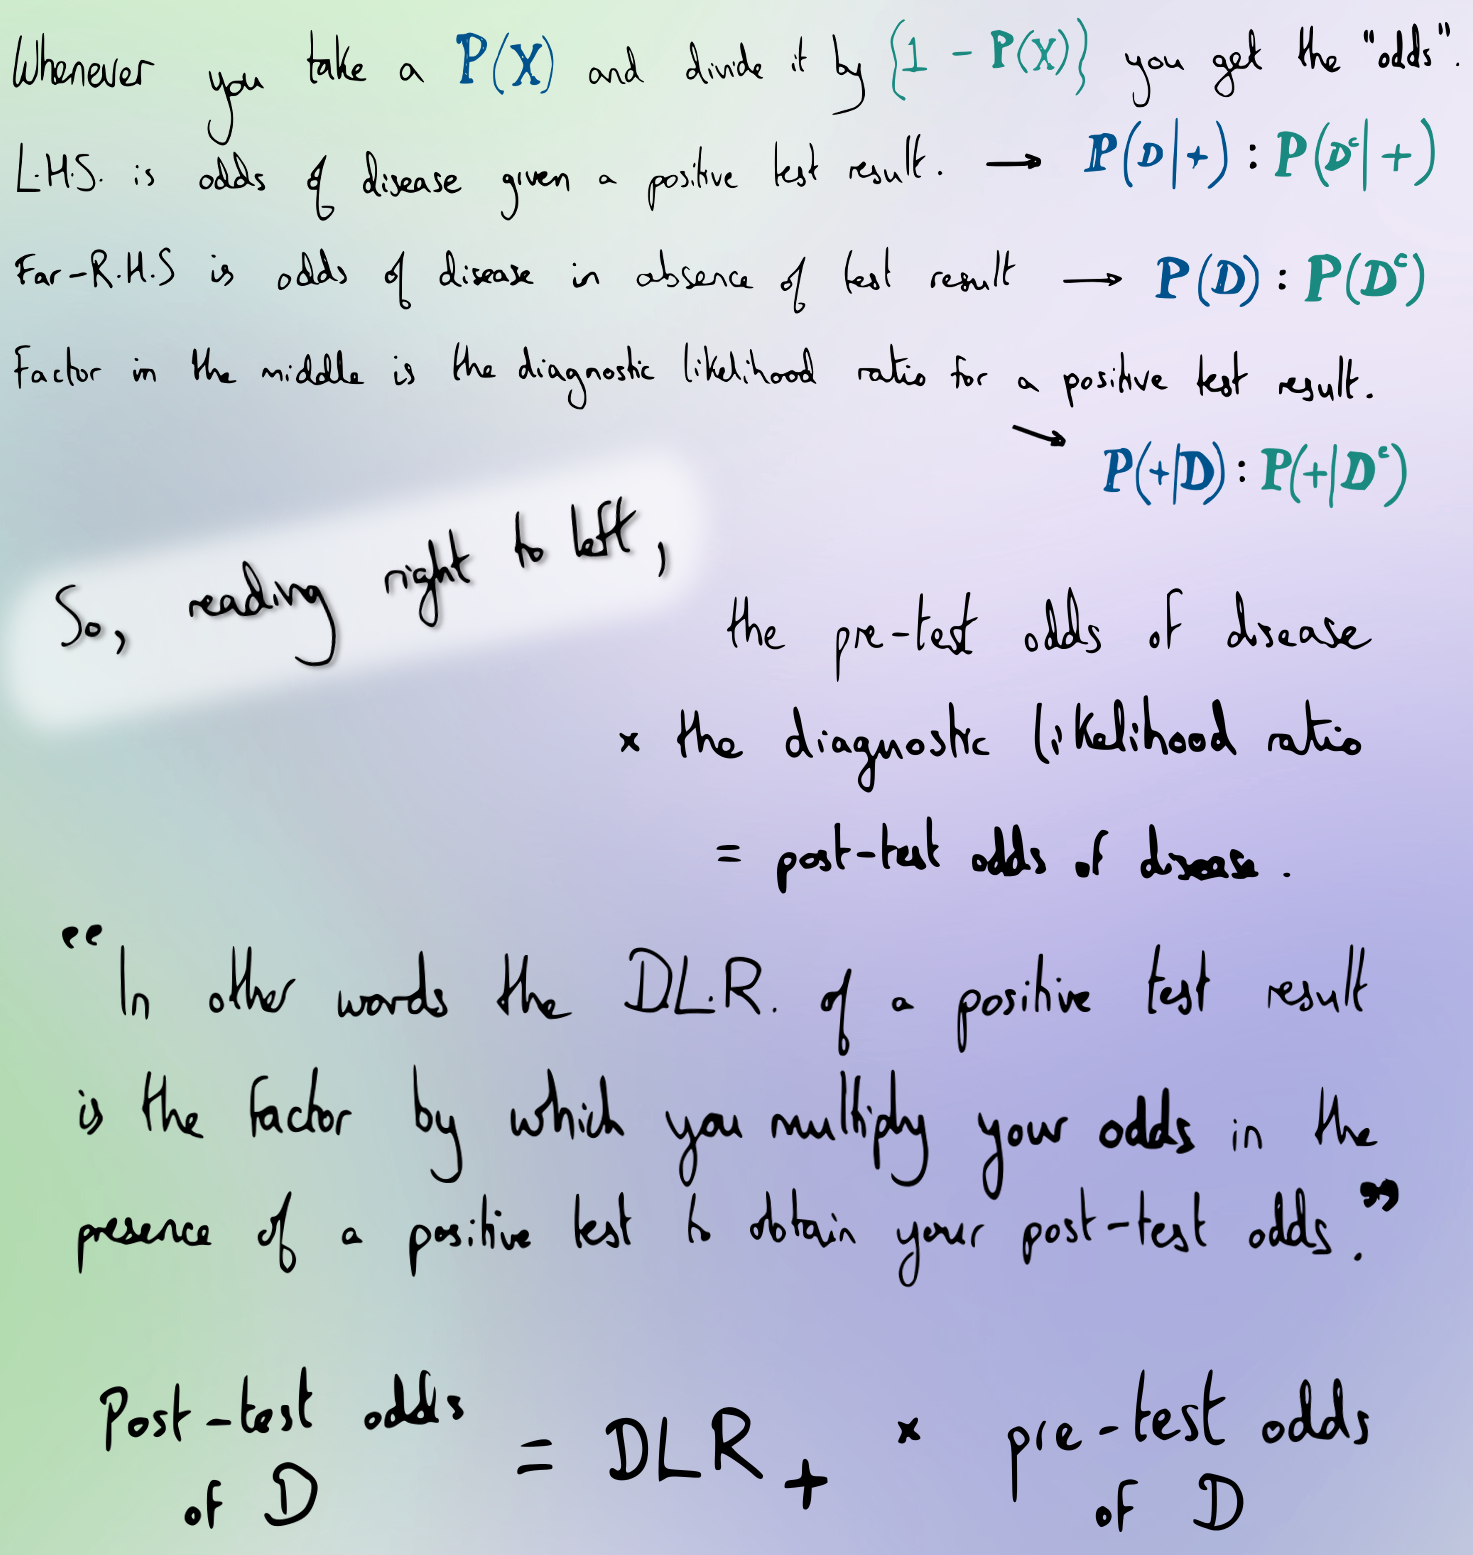 Whenever you take a P(X) and divide it by {1 - P(X)} you get the "odds".
L.H.S. is odds of disease given a positive test result. → P(D|+) : P(Dᶜ|+)
Far-R.H.S is odds of disease in absence of test result → P(D) : P(Dᶜ)
Factor in the middle is the diagnostic likelihood ratio for a positive test result.
→ P(+|D) : P(+|Dᶜ)
So, reading right to left,
the pre-test odds of disease
× the diagnostic likelihood ratio
= post-test odds of disease.
"In other words the D.L.R. of a positive test result
is the factor by which you multiply your odds in the
presence of a positive test to obtain your post-test odds."
Post-test odds of D = DLR₊ × pre-test odds of D